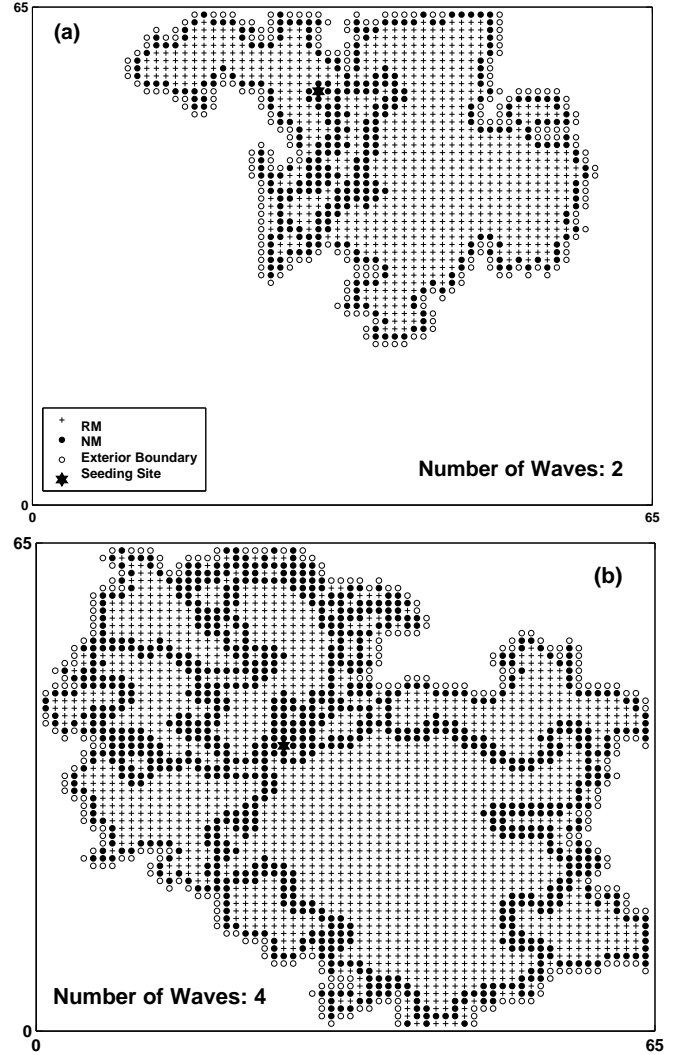 65
(a)
RM
NM
Exterior Boundary
Seeding Site
Number of Waves: 2
0
0
65
65
(b)
Number of Waves: 4
0
0
65